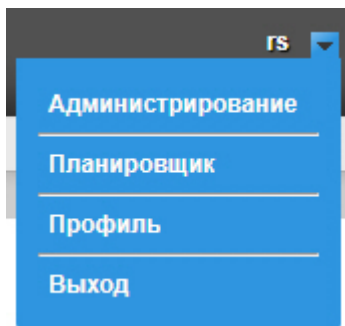 rs
Администрирование
Планировщик
Профиль
Выход